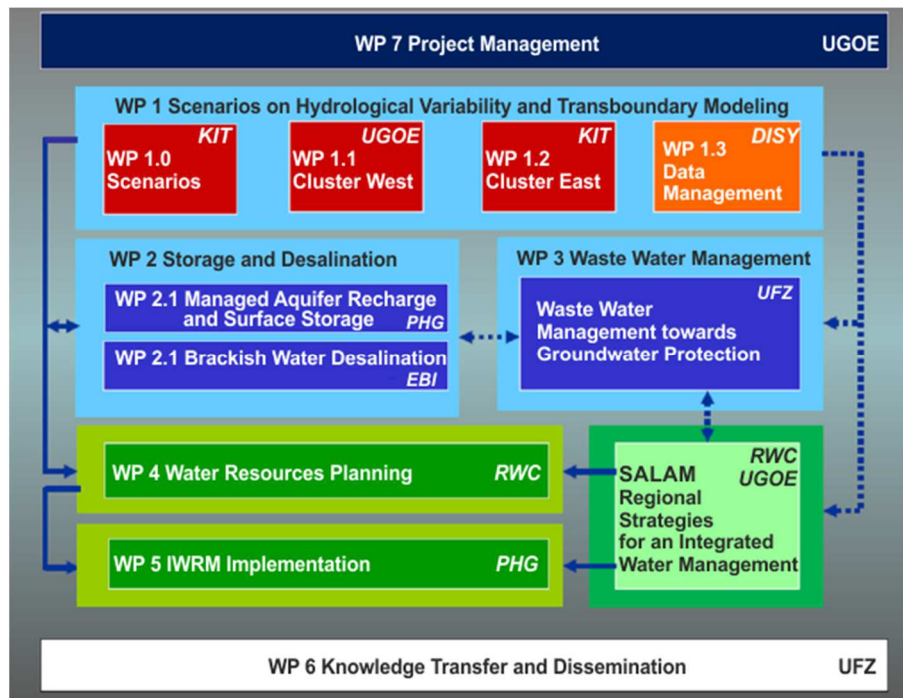 WP 7 Project Management UGOE
WP 1 Scenarios on Hydrological Variability and Transboundary Modeling
KIT
WP 1.0
Scenarios
UGOE
WP 1.1
Cluster West
KIT
WP 1.2
Cluster East
DISY
WP 1.3
Data
Management
WP 2 Storage and Desalination
WP 2.1 Managed Aquifer Recharge
and Surface Storage PHG
WP 2.1 Brackish Water Desalination
EBI
WP 3 Waste Water Management
UFZ
Waste Water
Management towards
Groundwater Protection
WP 4 Water Resources Planning RWC
RWC
UGOE
SALAM
Regional
Strategies
for an Integrated
Water Management
WP 5 IWRM Implementation PHG
WP 6 Knowledge Transfer and Dissemination UFZ